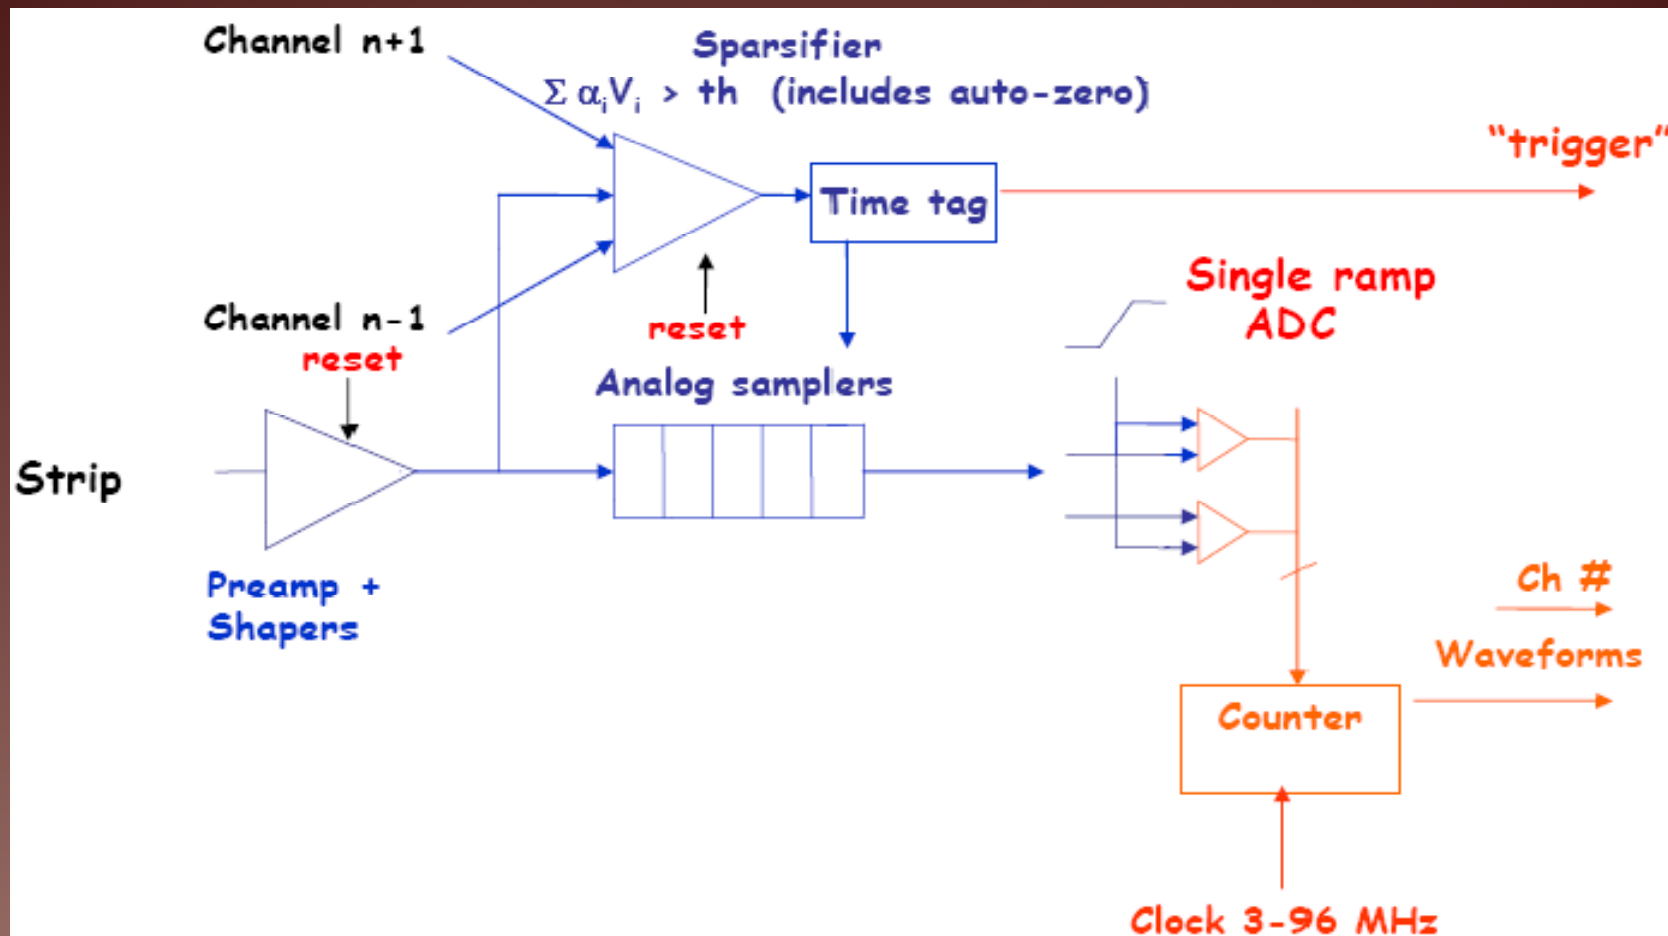 Channel n+1
Sparsifier
Σ αᵢVᵢ > th (includes auto-zero)
“trigger”
Time tag
Single ramp
ADC
Channel n-1
reset
reset
Analog samplers
Strip
Preamp +
Shapers
Ch #
Waveforms
Counter
Clock 3-96 MHz